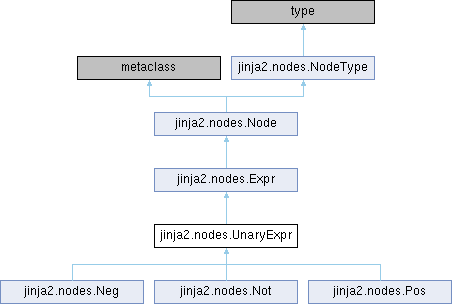 type
metaclass
jinja2.nodes.NodeType
jinja2.nodes.Node
jinja2.nodes.Expr
jinja2.nodes.UnaryExpr
jinja2.nodes.Neg
jinja2.nodes.Not
jinja2.nodes.Pos